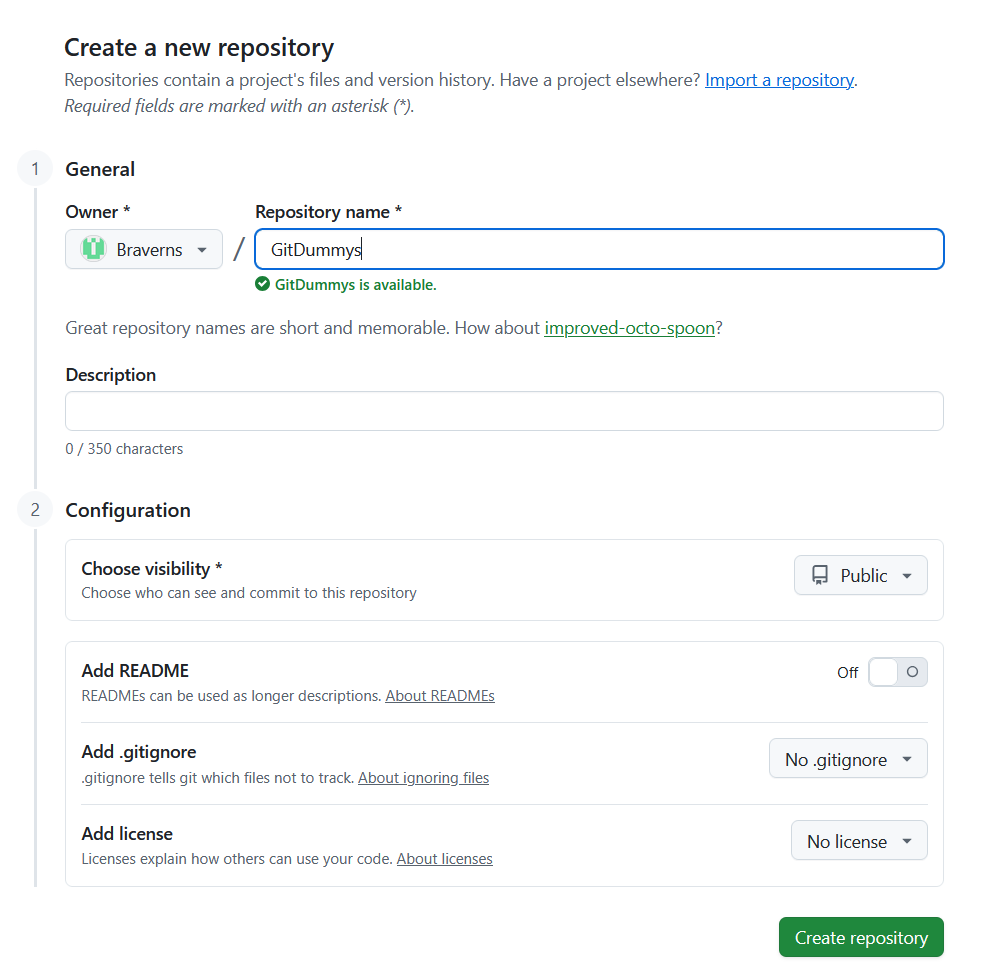 Create a new repository
Repositories contain a project's files and version history. Have a project elsewhere? Import a repository.
Required fields are marked with an asterisk (*).
1 General
Owner * Repository name *
Braverns / GitDummys
GitDummys is available.
Great repository names are short and memorable. How about improved-octo-spoon?
Description
0 / 350 characters
2 Configuration
Choose visibility *
Choose who can see and commit to this repository
Public
Add README
READMEs can be used as longer descriptions. About READMEs
Off
Add .gitignore
.gitignore tells git which files not to track. About ignoring files
No .gitignore
Add license
Licenses explain how others can use your code. About licenses
No license
Create repository